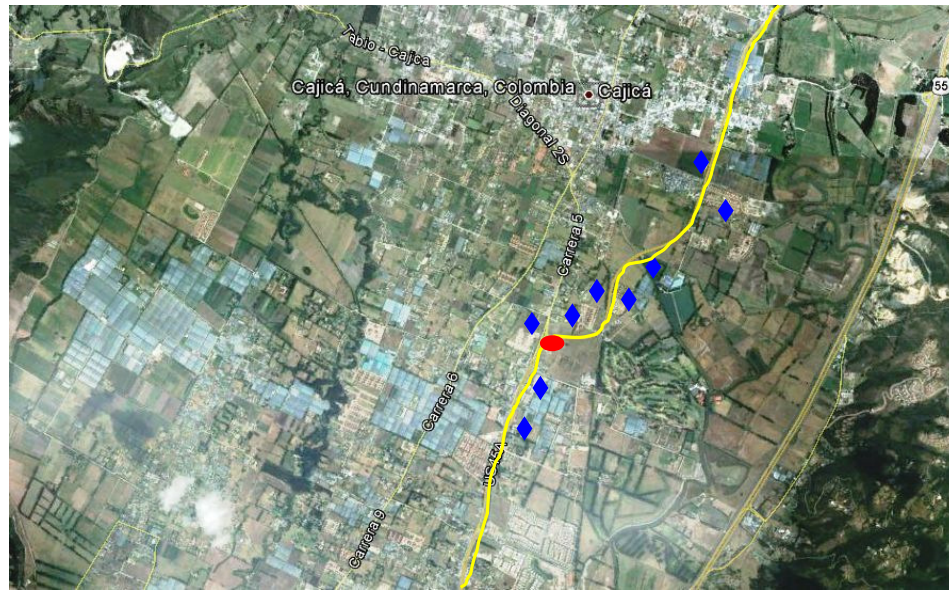 Tabio - Cajica
Cajicá, Cundinamarca, Colombia
Cajicá
55
Diagonal 2S
Carrera 5
Carrera 6
Carrera 9